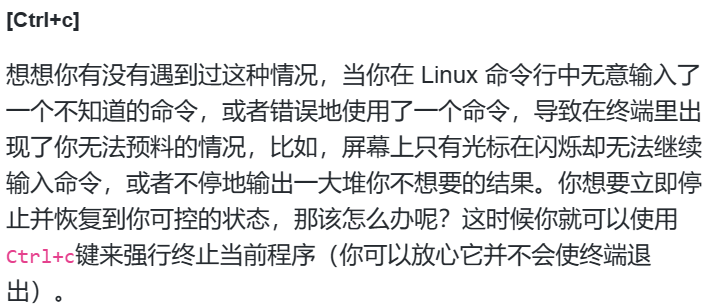 [Ctrl+c]
想想你有没有遇到过这种情况，当你在 Linux 命令行中无意输入了
一个不知道的命令，或者错误地使用了一个命令，导致在终端里出
现了你无法预料的情况，比如，屏幕上只有光标在闪烁却无法继续
输入命令，或者不停地输出一大堆你不想要的结果。你想要立即停
止并恢复到你可控的状态，那该怎么办呢？这时候你就可以使用
Ctrl+c键来强行终止当前程序（你可以放心它并不会使终端退
出）。